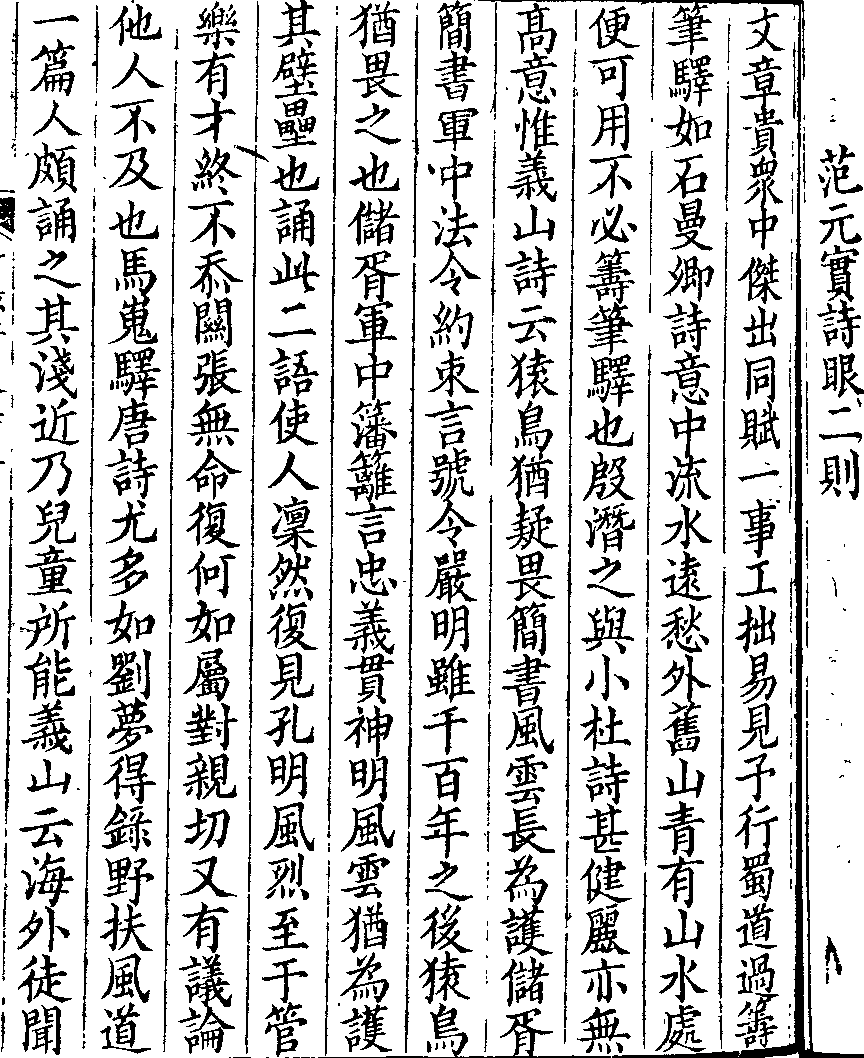 范元實詩眼二則
文章貴衆中傑出同賦一事工拙易見予行蜀道過籌
筆驛如石曼卿詩意中流水遠愁外舊山青有山水處
便可用不必籌筆驛也殷潛之與小杜詩甚健麗亦無
髙意惟義山詩云猿鳥猶疑畏簡書風雲長為護儲胥
簡書軍中法令約束言號令嚴明雖千百年之後猿鳥
猶畏之也儲胥軍中藩籬言忠義貫神明風雲猶為護
其壁壘也誦此二語使人凜然復見孔明風烈至于管
樂有才終不忝關張無命復何如屬對親切又有議論
他人不及也馬嵬驛唐詩尤多如劉夢得綠野扶風道
一篇人頗誦之其淺近乃兒童所能義山云海外徒聞